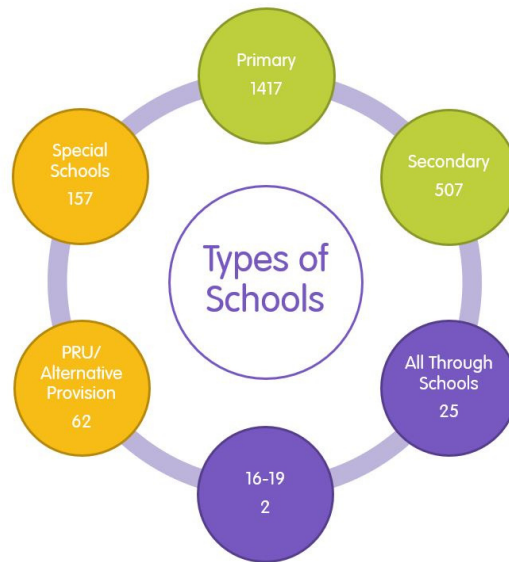 Primary
1417
Secondary
507
All Through
Schools
25
16-19
2
PRU/
Alternative
Provision
62
Special
Schools
157
Types of
Schools